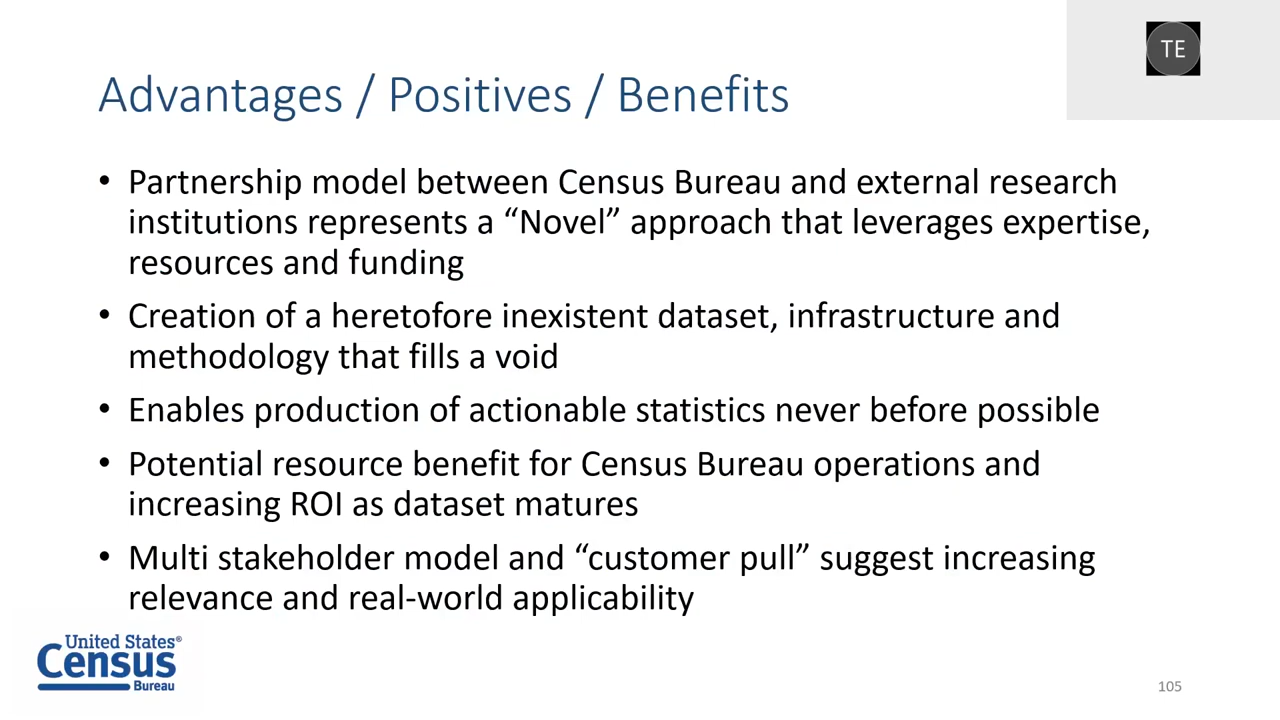 TE
Advantages / Positives / Benefits
• Partnership model between Census Bureau and external research
institutions represents a “Novel” approach that leverages expertise,
resources and funding
• Creation of a heretofore inexistent dataset, infrastructure and
methodology that fills a void
• Enables production of actionable statistics never before possible
• Potential resource benefit for Census Bureau operations and
increasing ROI as dataset matures
• Multi stakeholder model and “customer pull” suggest increasing
relevance and real-world applicability
United States®
Census
Bureau
105